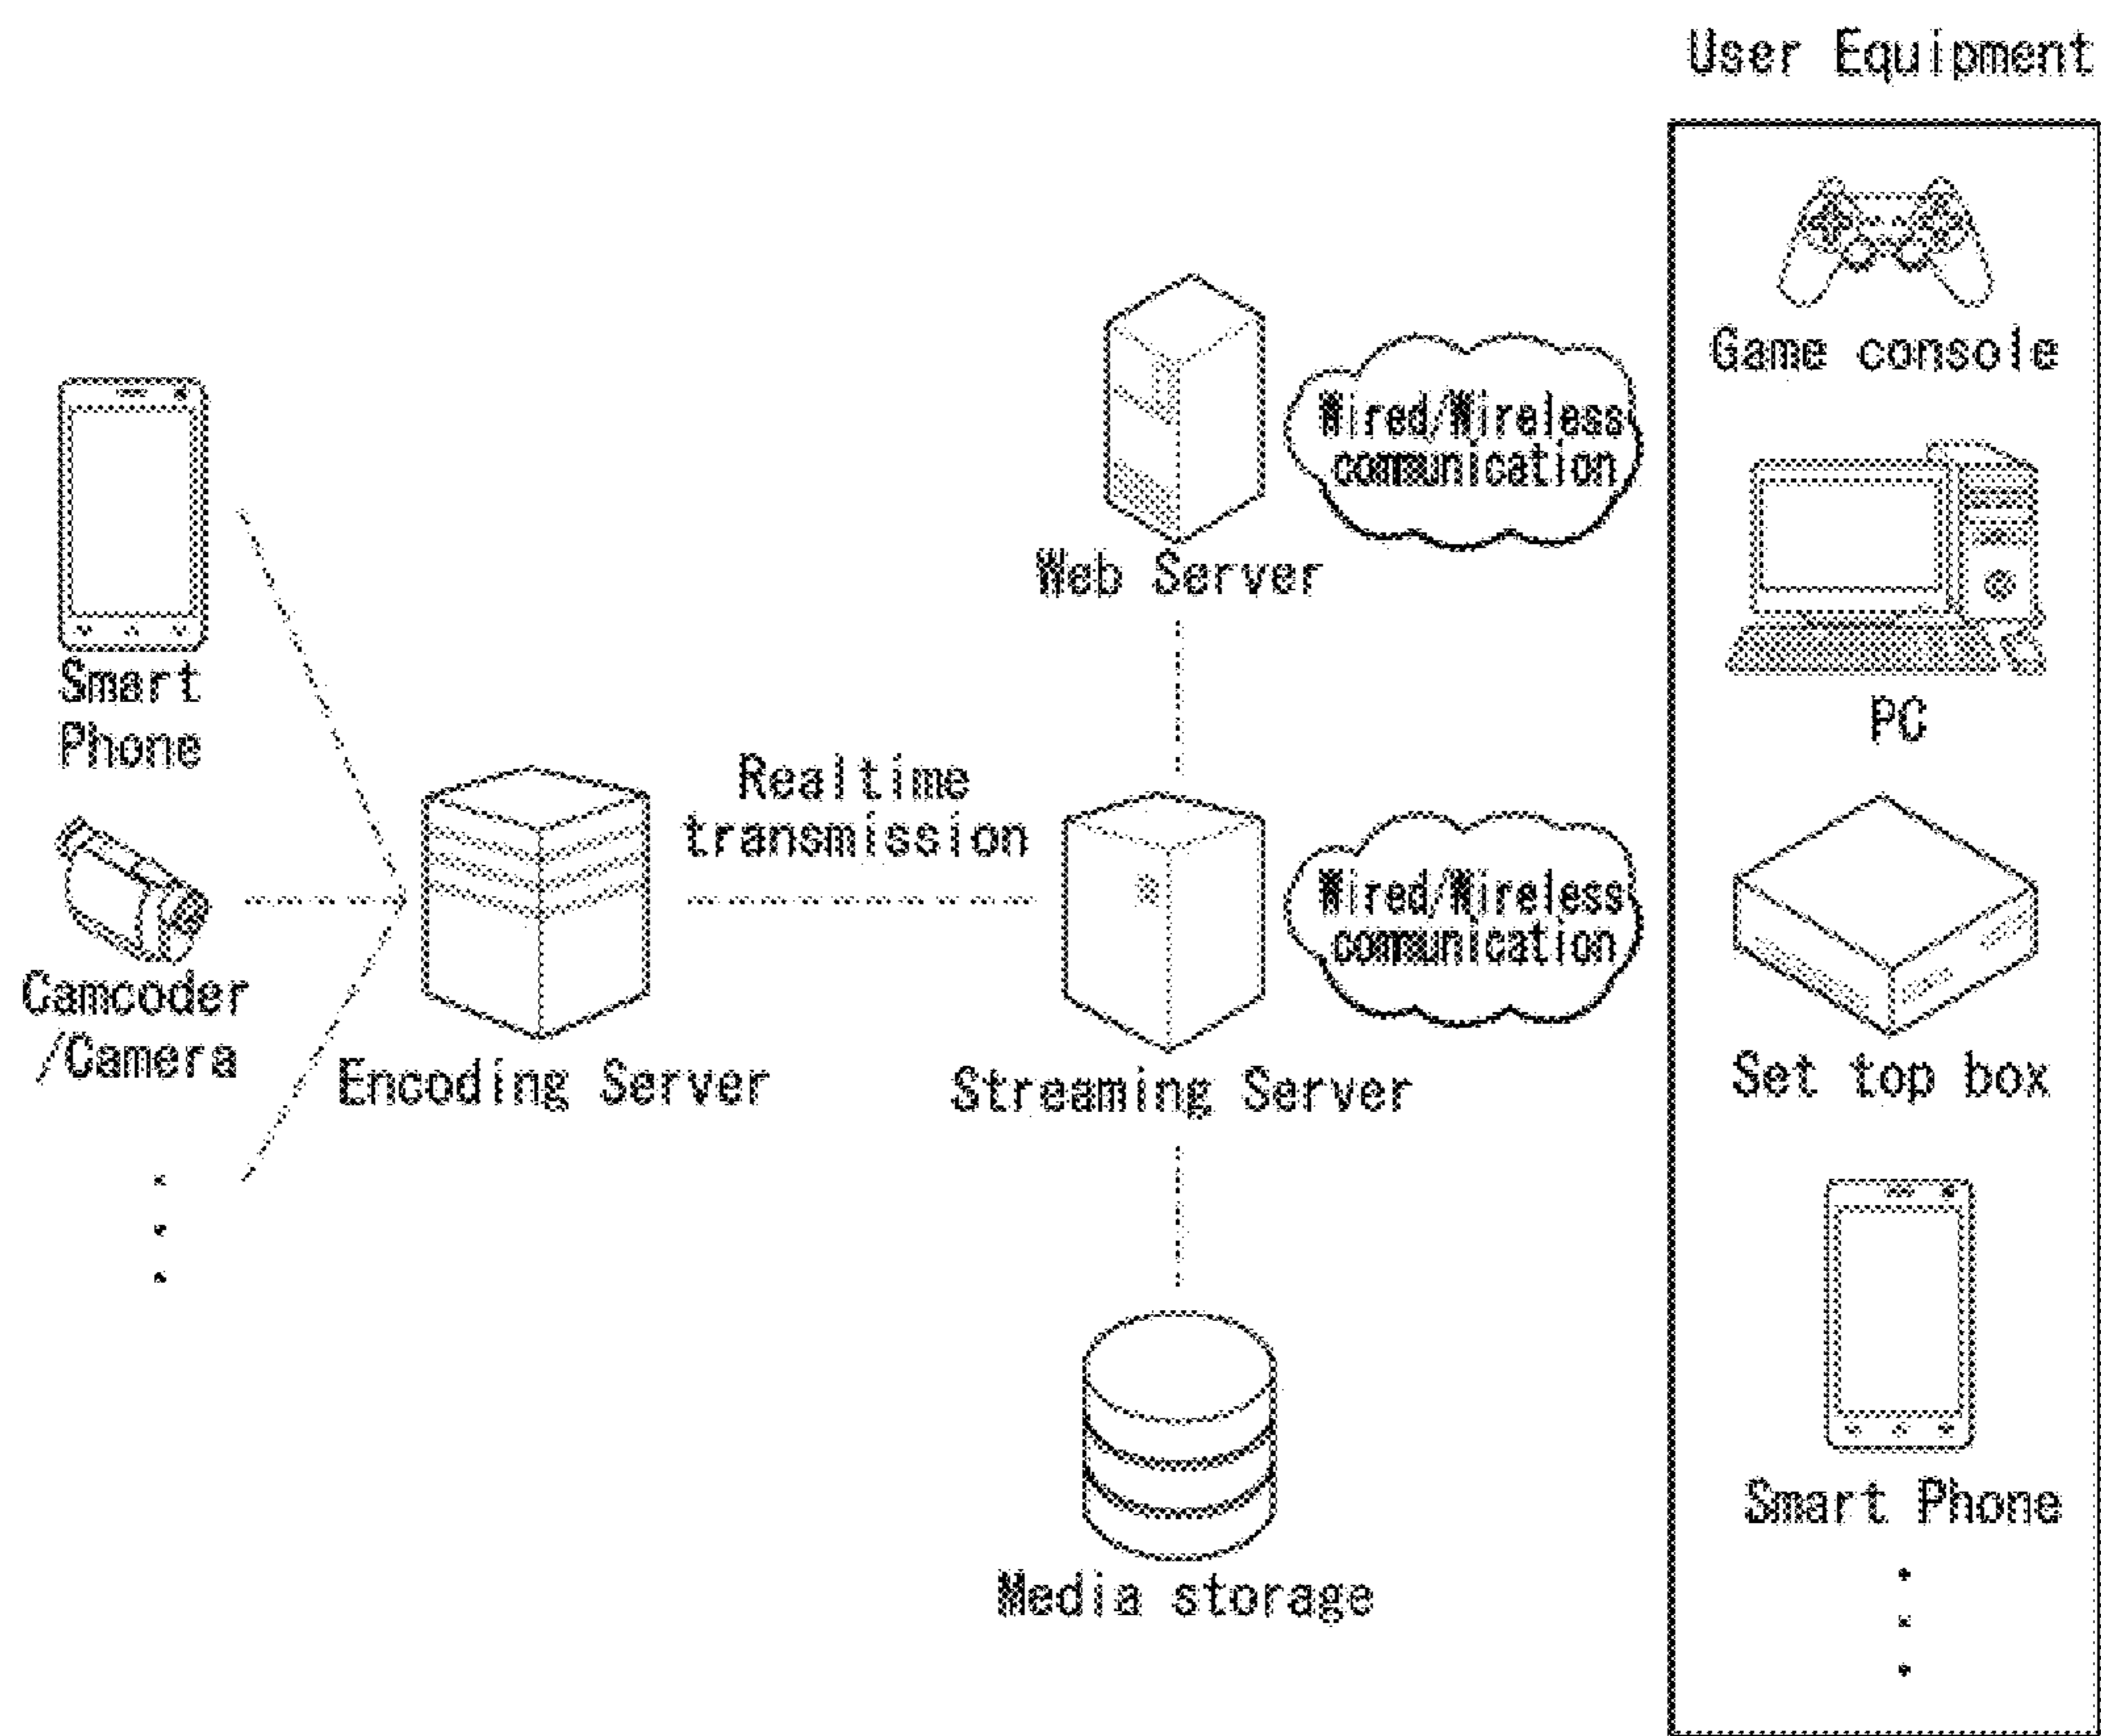 User Equipment
Game console
Wired/Wireless
communication
Web Server
PC
Smart
Phone
Realtime
transmission
Wired/Wireless
communication
Camcoder
/Camera
Encoding Server
Streaming Server
Set top box
Smart Phone
Media storage